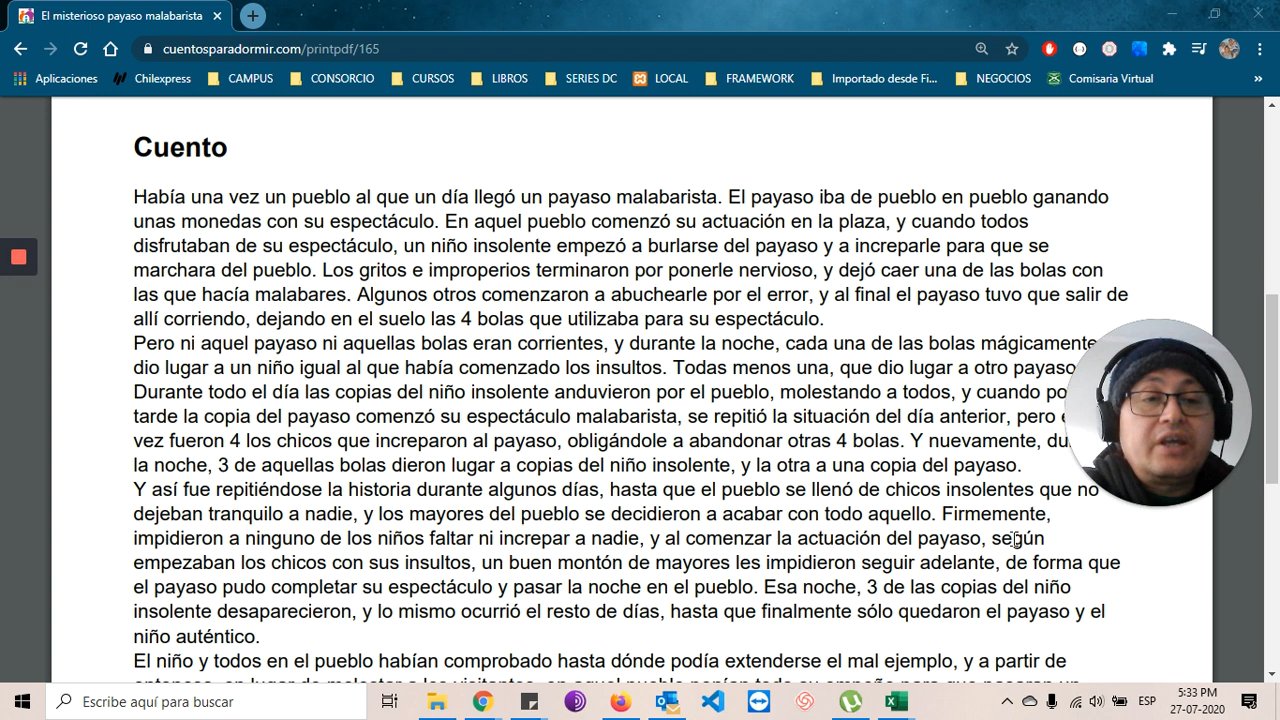 El misterioso payaso malabarista
cuentosparadormir.com/printpdf/165
Aplicaciones Chilexpress CAMPUS CONSORCIO CURSOS LIBROS SERIES DC LOCAL FRAMEWORK Importado desde Fi... NEGOCIOS Comisaria Virtual »
Cuento
Había una vez un pueblo al que un día llegó un payaso malabarista. El payaso iba de pueblo en pueblo ganando
unas monedas con su espectáculo. En aquel pueblo comenzó su actuación en la plaza, y cuando todos
disfrutaban de su espectáculo, un niño insolente empezó a burlarse del payaso y a increparle para que se
marchara del pueblo. Los gritos e improperios terminaron por ponerle nervioso, y dejó caer una de las bolas con
las que hacía malabares. Algunos otros comenzaron a abuchearle por el error, y al final el payaso tuvo que salir de
allí corriendo, dejando en el suelo las 4 bolas que utilizaba para su espectáculo.
Pero ni aquel payaso ni aquellas bolas eran corrientes, y durante la noche, cada una de las bolas mágicamente
dio lugar a un niño igual al que había comenzado los insultos. Todas menos una, que dio lugar a otro payaso
Durante todo el día las copias del niño insolente anduvieron por el pueblo, molestando a todos, y cuando
tarde la copia del payaso comenzó su espectáculo malabarista, se repitió la situación del día anterior, pero
vez fueron 4 los chicos que increparon al payaso, obligándole a abandonar otras 4 bolas. Y nuevamente,
la noche, 3 de aquellas bolas dieron lugar a copias del niño insolente, y la otra a una copia del payaso.
Y así fue repitiéndose la historia durante algunos días, hasta que el pueblo se llenó de chicos insolentes que no
dejaban tranquilo a nadie, y los mayores del pueblo se decidieron a acabar con todo aquello. Firmemente,
impidieron a ninguno de los niños faltar ni increpar a nadie, y al comenzar la actuación del payaso, según
empezaban los chicos con sus insultos, un buen montón de mayores les impidieron seguir adelante, de forma que
el payaso pudo completar su espectáculo y pasar la noche en el pueblo. Esa noche, 3 de las copias del niño
insolente desaparecieron, y lo mismo ocurrió el resto de días, hasta que finalmente sólo quedaron el payaso y el
niño auténtico.
El niño y todos en el pueblo habían comprobado hasta dónde podía extenderse el mal ejemplo, y a partir de
Escribe aquí para buscar
ESP
5:33 PM
27-07-2020